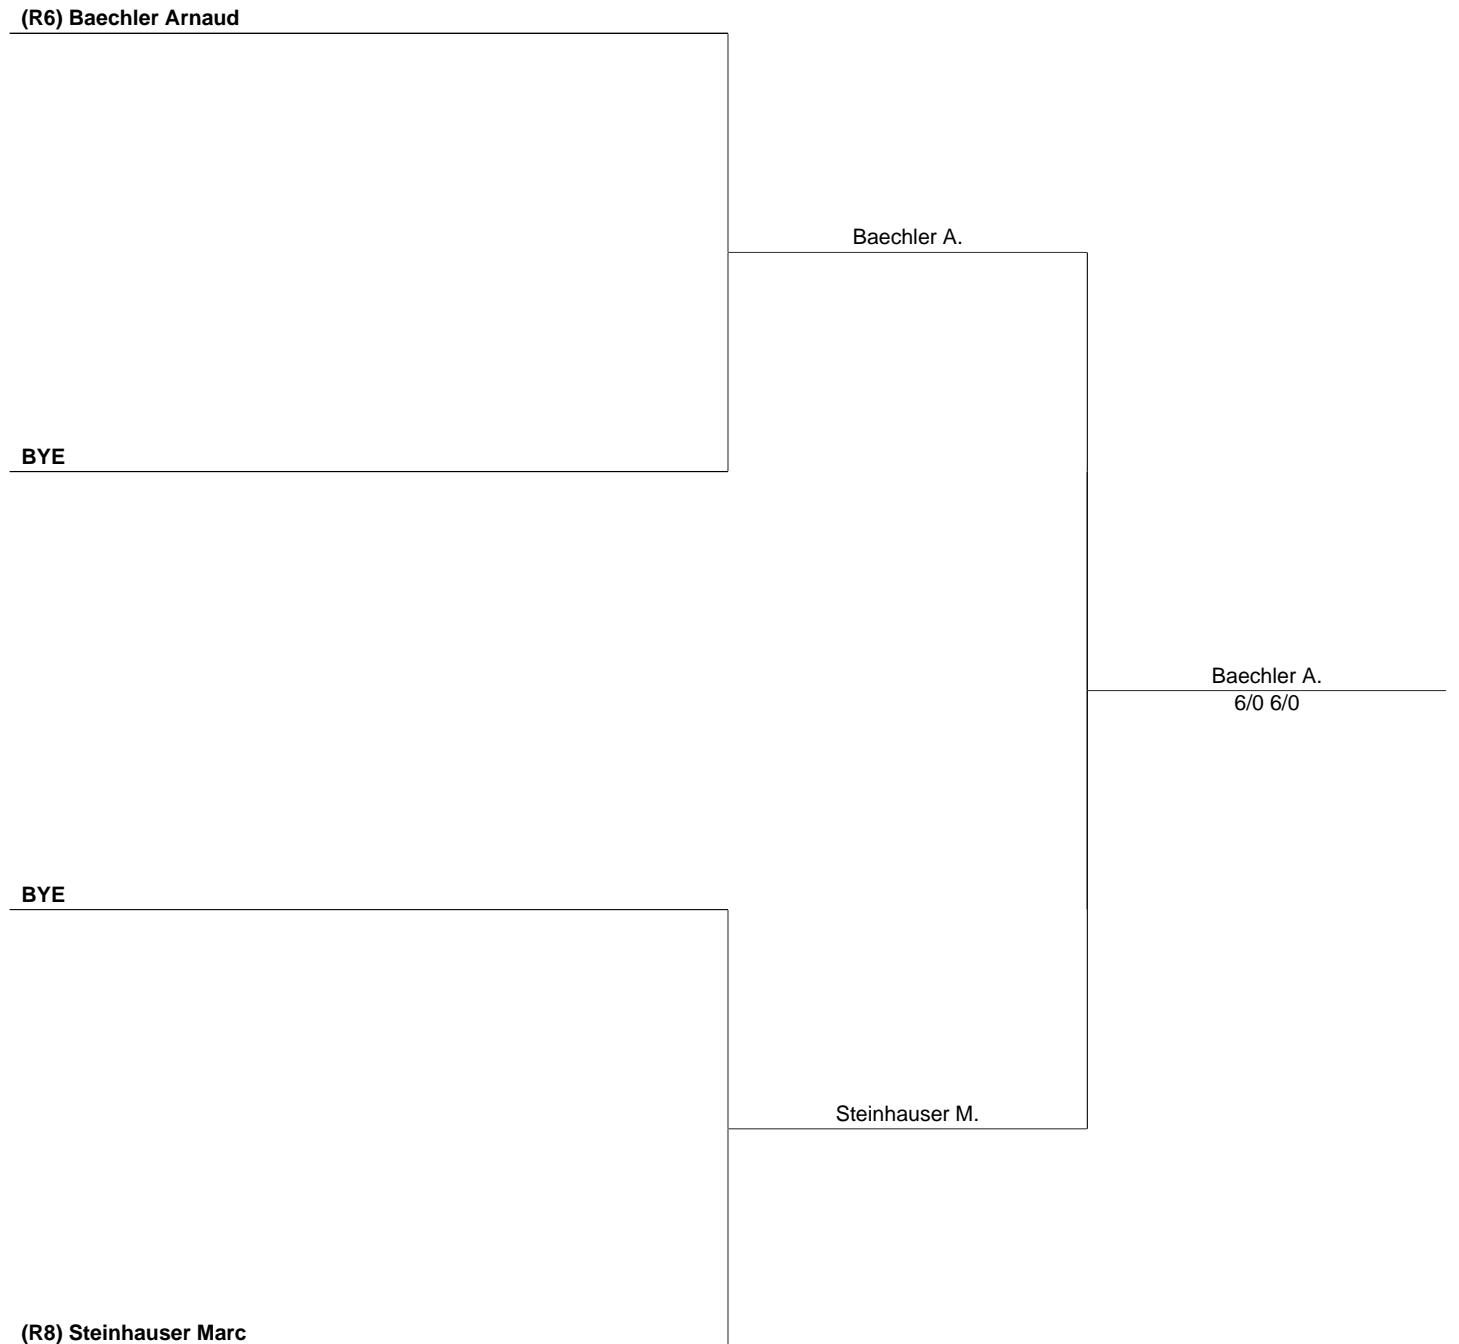 (R6) Baechler Arnaud
Baechler A.
BYE
Baechler A.
6/0 6/0
BYE
Steinhauser M.
(R8) Steinhauser Marc